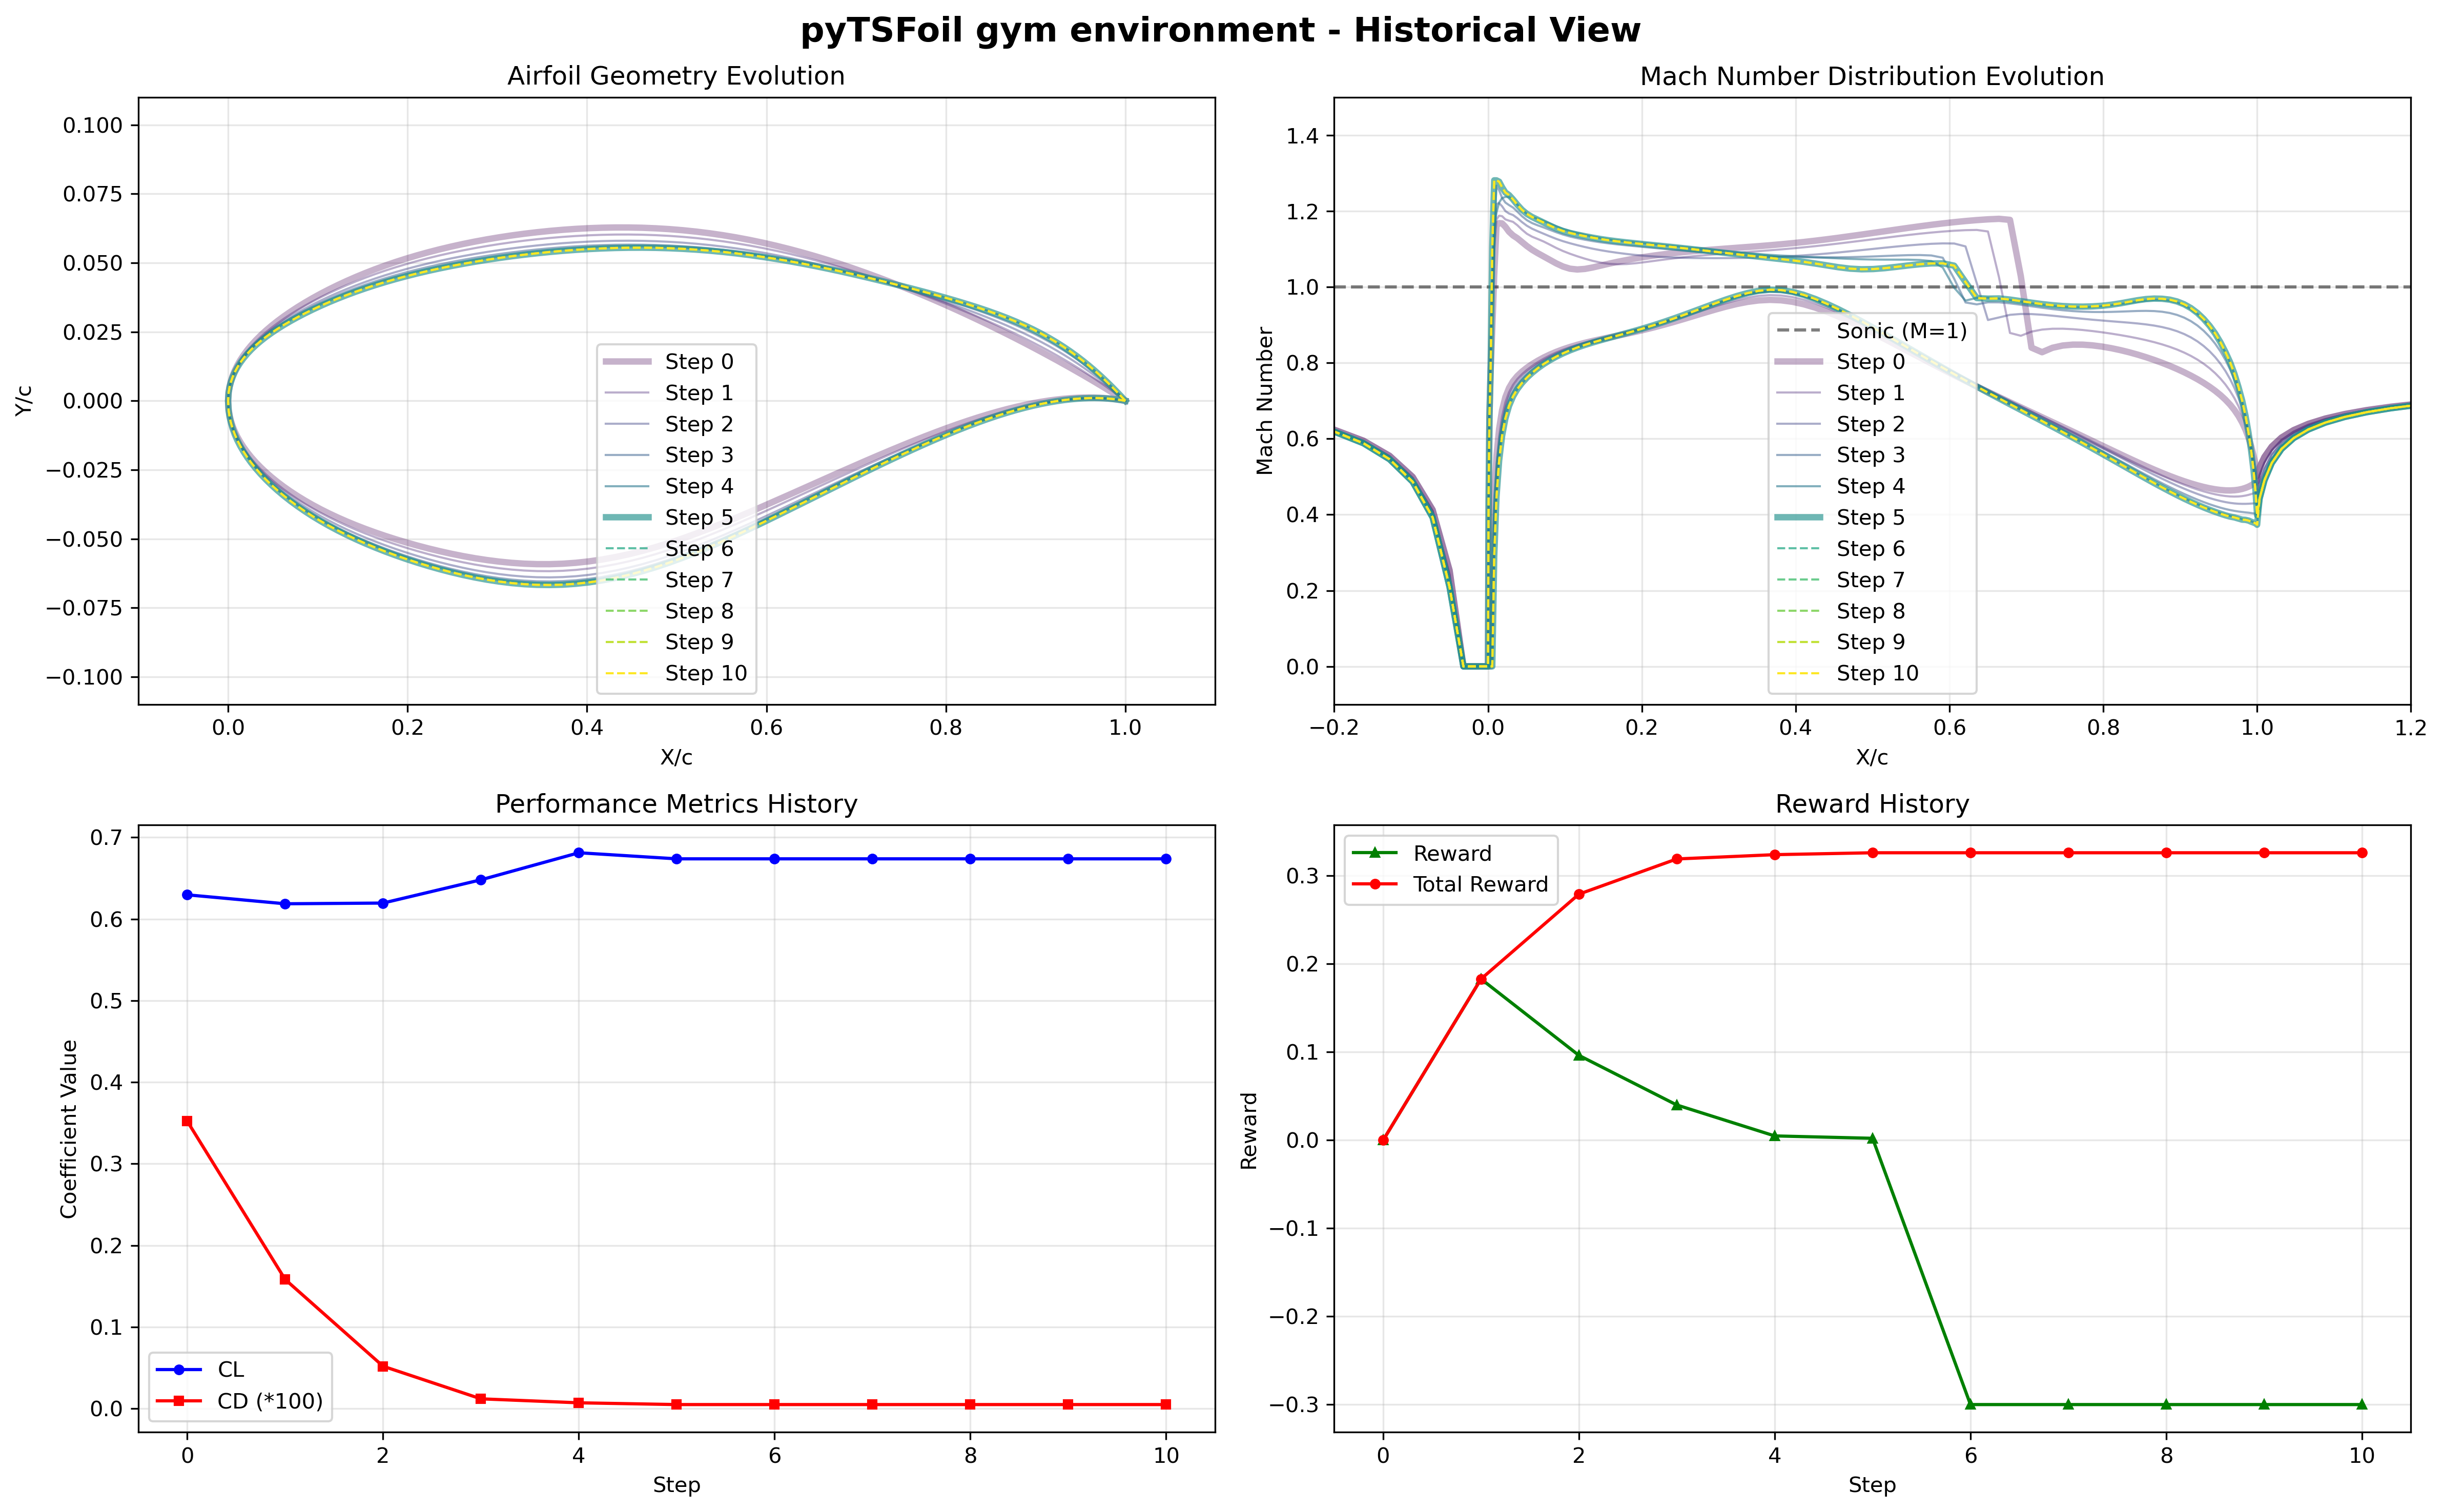 pyTSFoil gym environment - Historical View
Airfoil Geometry Evolution
0.100
0.075
0.050
0.025
0.000
−0.025
−0.050
−0.075
−0.100
Y/c
0.0 0.2 0.4 0.6 0.8 1.0
X/c
Step 0
Step 1
Step 2
Step 3
Step 4
Step 5
Step 6
Step 7
Step 8
Step 9
Step 10
Mach Number Distribution Evolution
1.4
1.2
1.0
0.8
0.6
0.4
0.2
0.0
Mach Number
−0.2 0.0 0.2 0.4 0.6 0.8 1.0 1.2
X/c
Sonic (M=1)
Step 0
Step 1
Step 2
Step 3
Step 4
Step 5
Step 6
Step 7
Step 8
Step 9
Step 10
Performance Metrics History
0.7
0.6
0.5
0.4
0.3
0.2
0.1
0.0
Coefficient Value
CL
CD (*100)
0 2 4 6 8 10
Step
Reward History
0.3
0.2
0.1
0.0
−0.1
−0.2
−0.3
Reward
Reward
Total Reward
0 2 4 6 8 10
Step